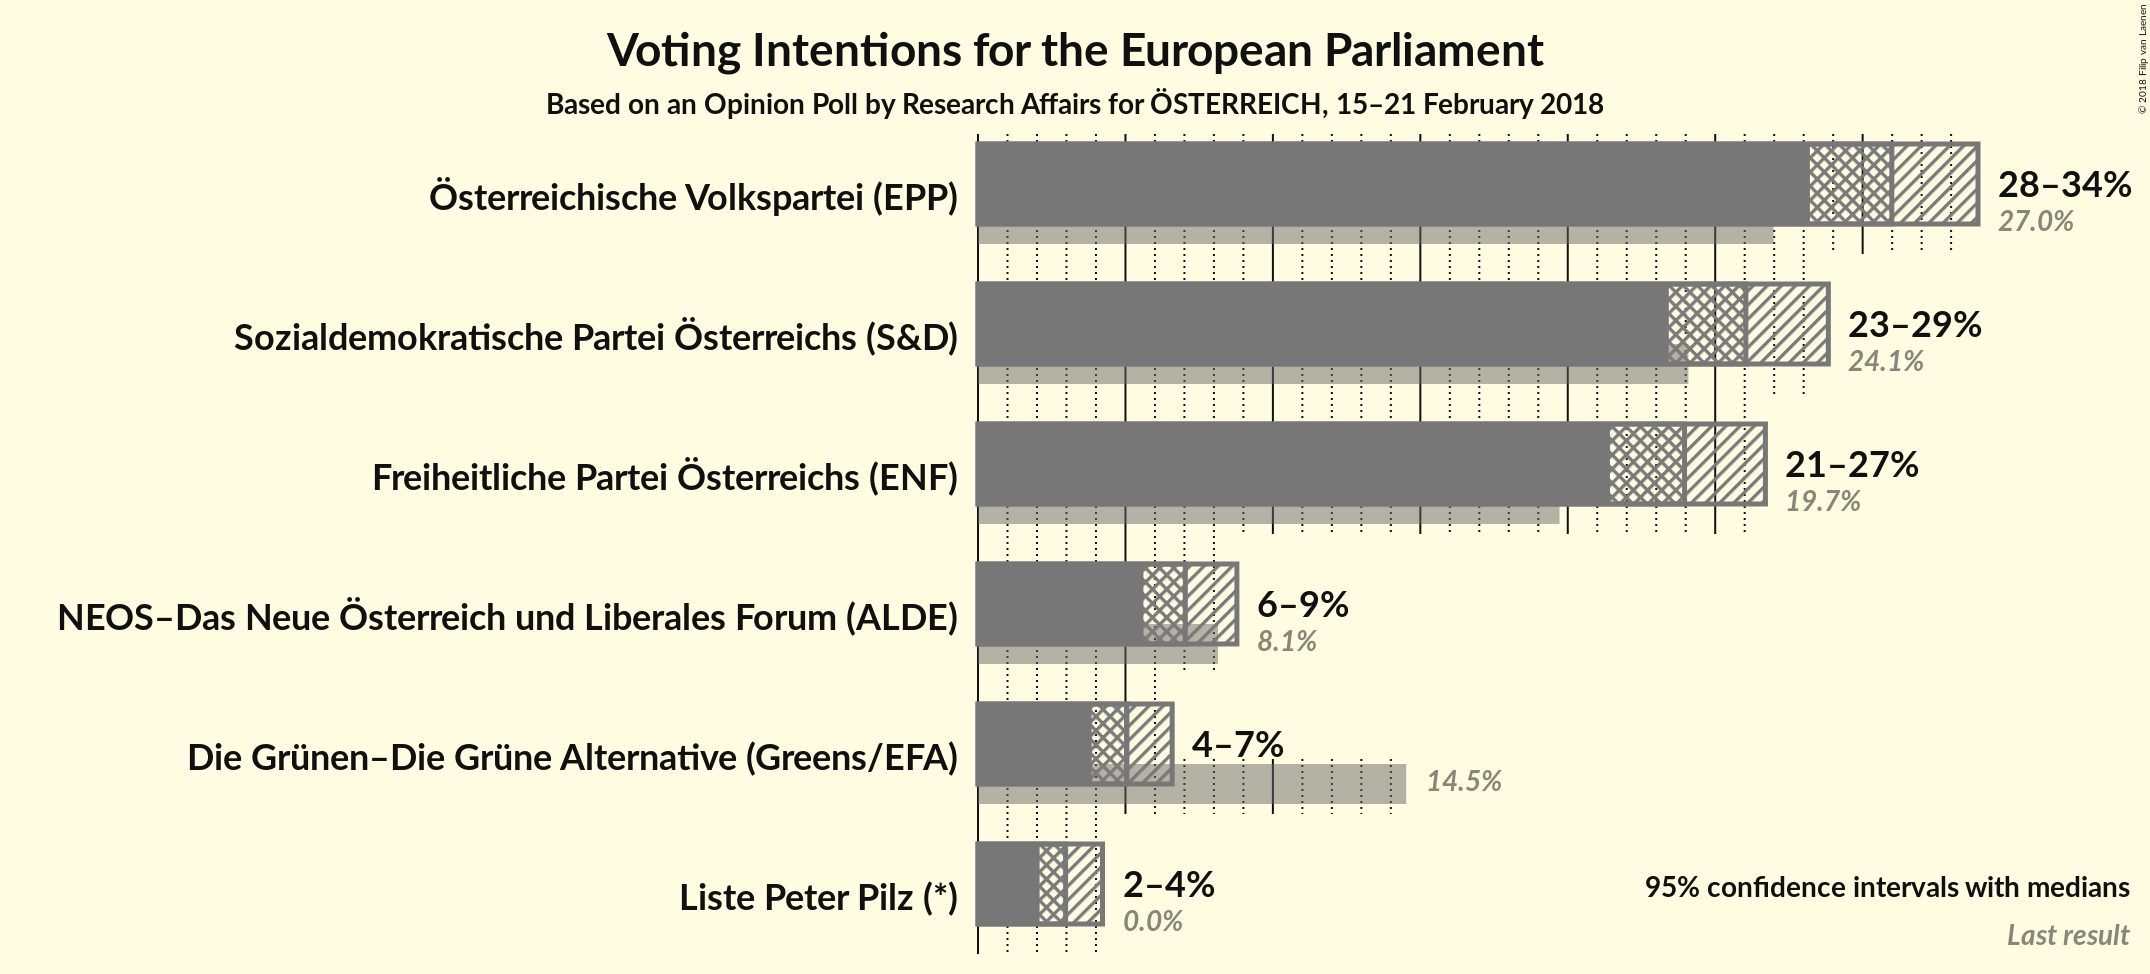 Voting Intentions for the European Parliament
Based on an Opinion Poll by Research Affairs for ÖSTERREICH, 15–21 February 2018
© 2018 Filip van Laenen
Österreichische Volkspartei (EPP)
28–34%
27.0%
Sozialdemokratische Partei Österreichs (S&D)
23–29%
24.1%
Freiheitliche Partei Österreichs (ENF)
21–27%
19.7%
NEOS–Das Neue Österreich und Liberales Forum (ALDE)
6–9%
8.1%
Die Grünen–Die Grüne Alternative (Greens/EFA)
4–7%
14.5%
Liste Peter Pilz (*)
2–4%
0.0%
95% confidence intervals with medians
Last result